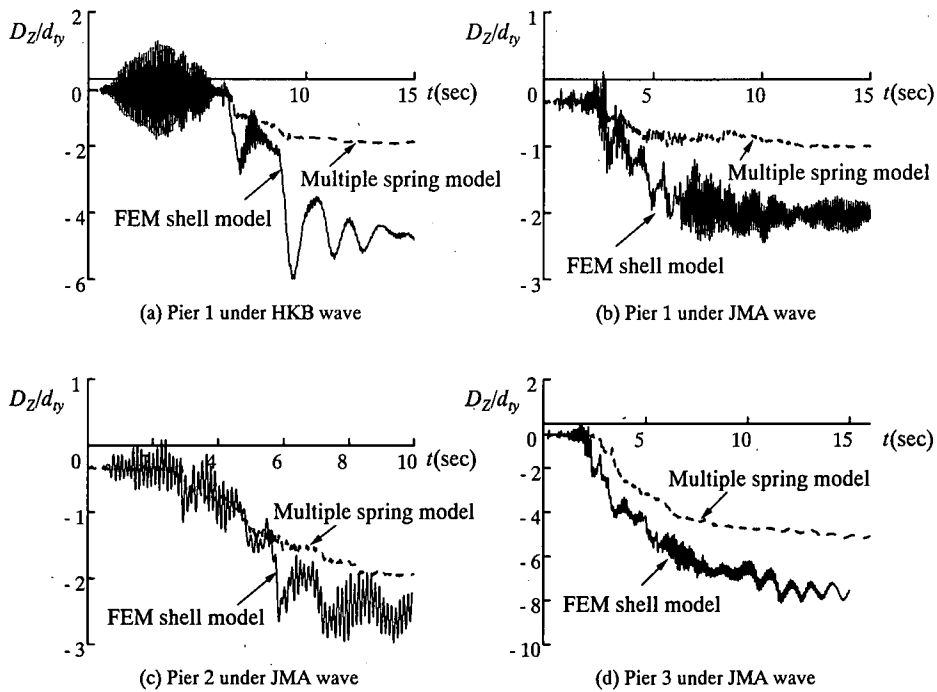 2
D_Z/d_ty
0
10
15
t(sec)
- 2
Multiple spring model
- 4
FEM shell model
- 6
(a) Pier 1 under HKB wave
1
D_Z/d_ty
0
5
10
15
t(sec)
- 1
Multiple spring model
- 2
FEM shell model
- 3
(b) Pier 1 under JMA wave
1
D_Z/d_ty
0
2
4
6
8
10
t(sec)
- 1
Multiple spring model
- 2
FEM shell model
- 3
(c) Pier 2 under JMA wave
2
D_Z/d_ty
0
5
10
15
t(sec)
- 2
Multiple spring model
- 4
- 6
FEM shell model
- 8
- 10
(d) Pier 3 under JMA wave